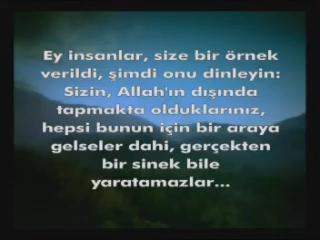 Ey insanlar, size bir örnek
verildi, şimdi onu dinleyin:
Sizin, Allah'ın dışında
tapmakta olduklarınız,
hepsi bunun için bir araya
gelseler dahi, gerçekten
bir sinek bile
yaratamazlar...